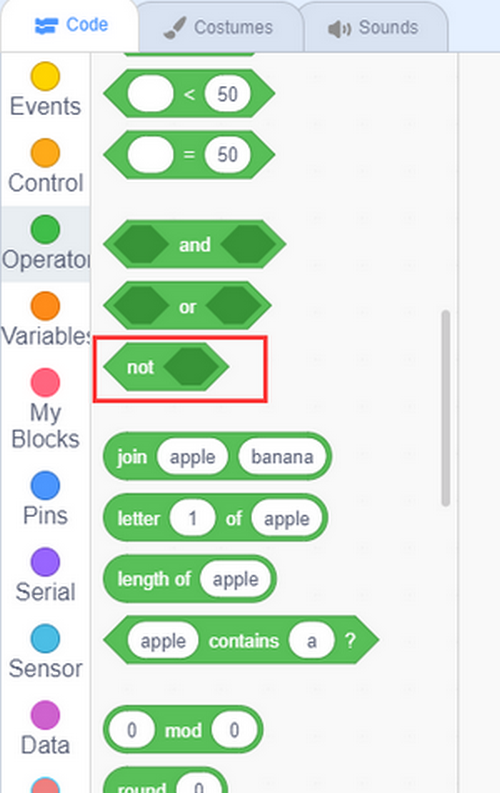 Code
Costumes
Sounds
Events
Control
Operator
Variables
My
Blocks
Pins
Serial
Sensor
Data
< 50
= 50
and
or
not
join apple banana
letter 1 of apple
length of apple
apple contains a ?
0 mod 0
round 0